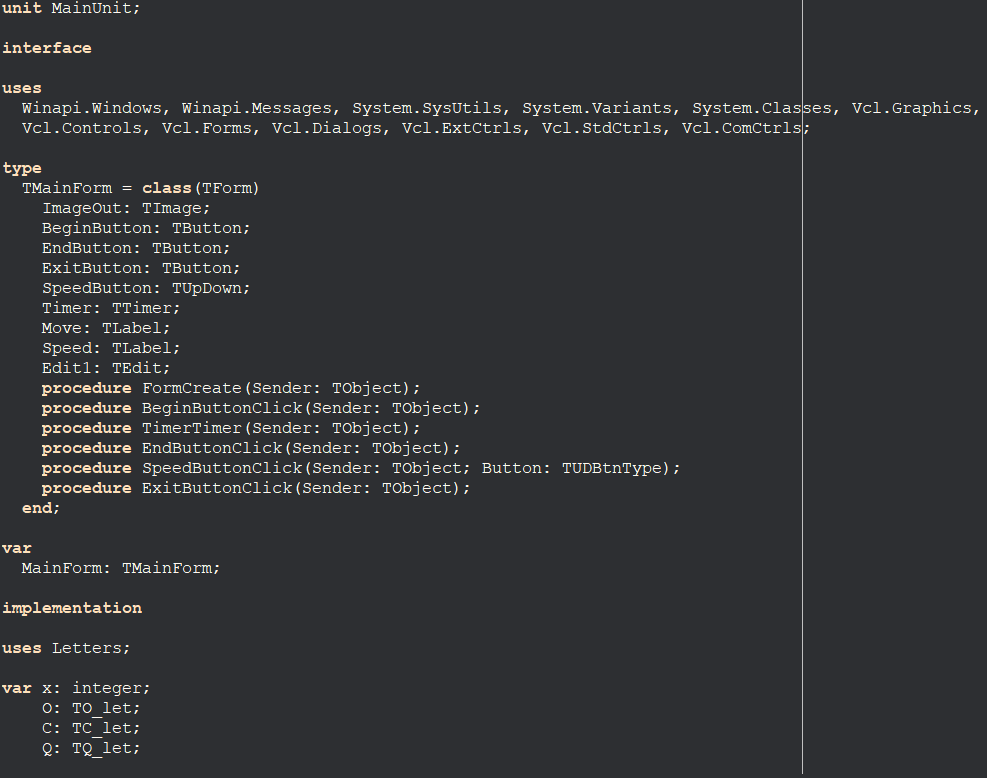 unit MainUnit;
interface
uses
Winapi.Windows, Winapi.Messages, System.SysUtils, System.Variants, System.Classes, Vcl.Graphics,
Vcl.Controls, Vcl.Forms, Vcl.Dialogs, Vcl.ExtCtrls, Vcl.StdCtrls, Vcl.ComCtrls;
type
TMainForm = class(TForm)
ImageOut: TImage;
BeginButton: TButton;
EndButton: TButton;
ExitButton: TButton;
SpeedButton: TUpDown;
Timer: TTimer;
Move: TLabel;
Speed: TLabel;
Edit1: TEdit;
procedure FormCreate(Sender: TObject);
procedure BeginButtonClick(Sender: TObject);
procedure TimerTimer(Sender: TObject);
procedure EndButtonClick(Sender: TObject);
procedure SpeedButtonClick(Sender: TObject; Button: TUDBtnType);
procedure ExitButtonClick(Sender: TObject);
end;
var
MainForm: TMainForm;
implementation
uses Letters;
var x: integer;
O: TO_let;
C: TC_let;
Q: TQ_let;